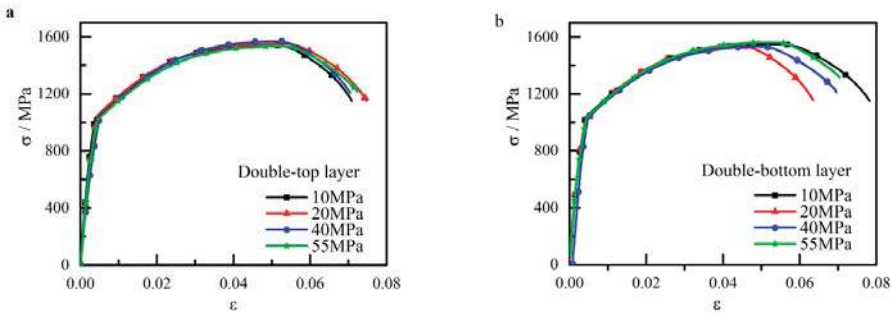 a
σ / MPa
1600
1200
800
400
0
Double-top layer
10MPa
20MPa
40MPa
55MPa
0.00 0.02 0.04 0.06 0.08
ε
b
σ / MPa
1600
1200
800
400
0
Double-bottom layer
10MPa
20MPa
40MPa
55MPa
0.00 0.02 0.04 0.06 0.08
ε